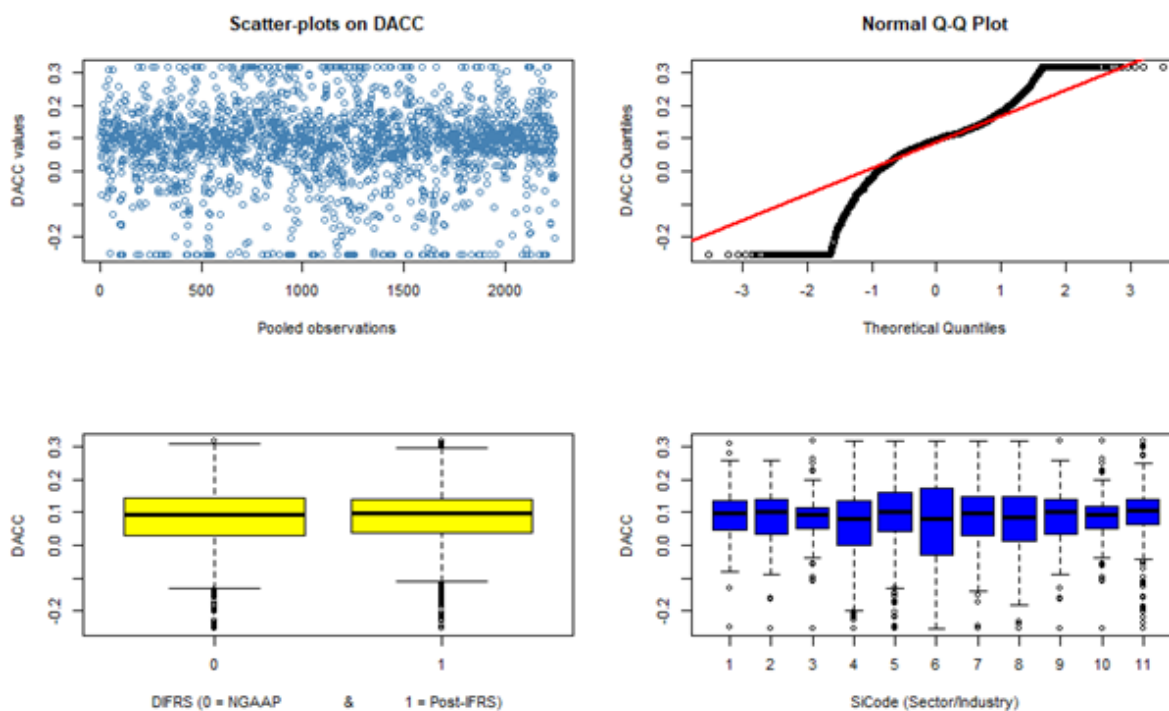 Scatter-plots on DACC
DACC values
0.3
0.2
0.1
0.0
-0.2
0 500 1000 1500 2000
Pooled observations
Normal Q-Q Plot
DACC Quantiles
0.3
0.2
0.1
0.0
-0.2
-3 -2 -1 0 1 2 3
Theoretical Quantiles
DACC
0.3
0.2
0.1
0.0
-0.2
0 1
DIFRS (0 = NGAAP & 1 = Post-IFRS)
DACC
0.3
0.2
0.1
0.0
-0.2
1 2 3 4 5 6 7 8 9 10 11
SiCode (Sector/Industry)